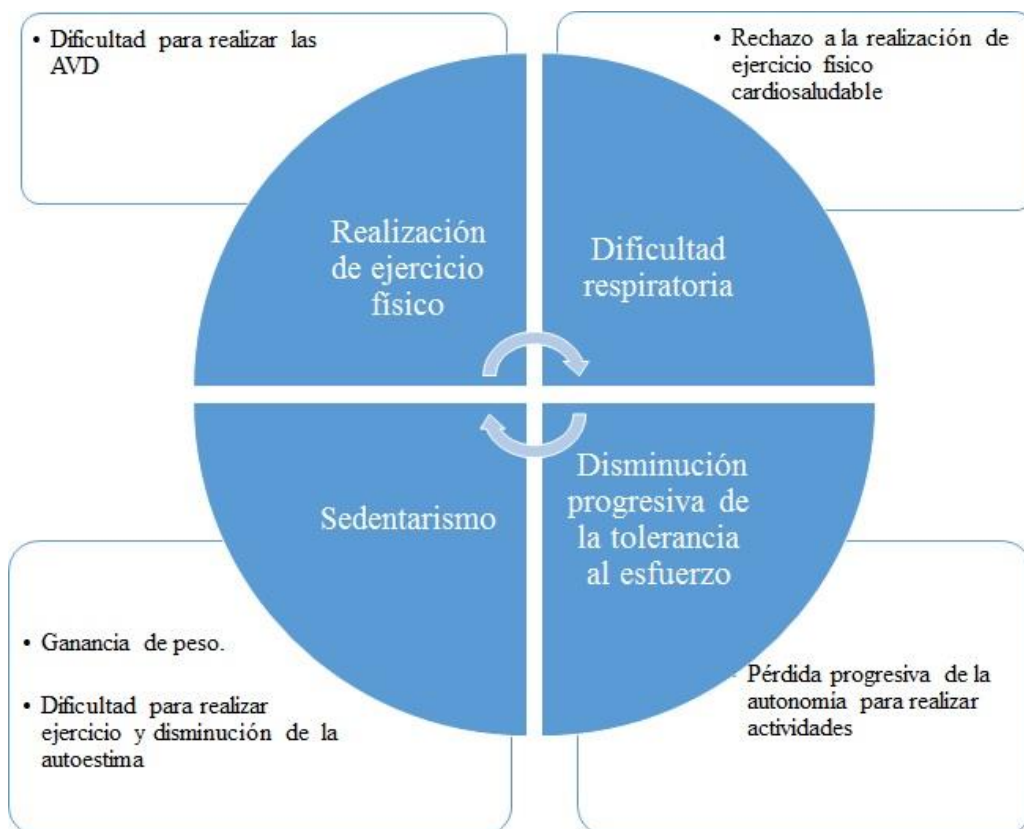 • Dificultad para realizar las
AVD
• Rechazo a la realización de
ejercicio físico
cardiosaludable
Realización
de ejercicio
físico
Dificultad
respiratoria
Sedentarismo
Disminución
progresiva de
la tolerancia
al esfuerzo
• Ganancia de peso.
• Dificultad para realizar
ejercicio y disminución de la
autoestima
Pérdida progresiva de la
autonomía para realizar
actividades